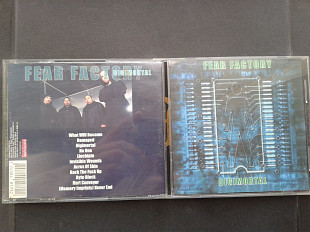 FEAR FACTORY
DIGIMORTAL
What Will Become
Damaged
Digimortal
No One
Linchpin
Invisible Wounds
Acres Of Skin
Back The Fuck Up
Byte Block
Hurt Conveyor
(Memory Imprints) Never End
FEAR FACTORY
DIGIMORTAL